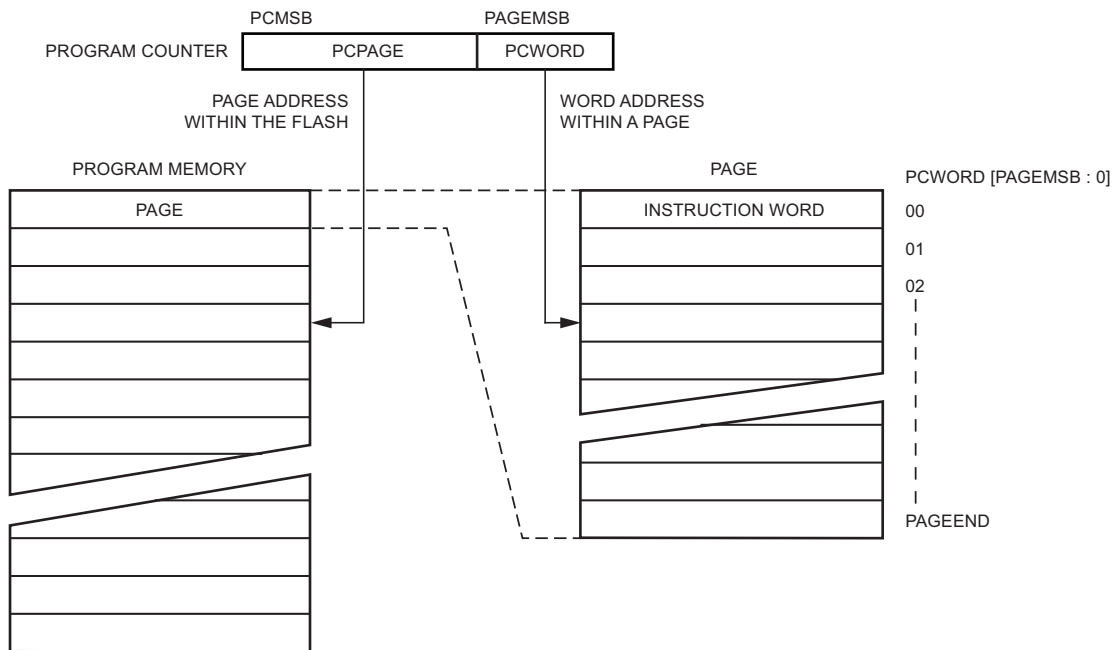 PCMSB PAGEMSB
PROGRAM COUNTER PCPAGE PCWORD
PAGE ADDRESS
WITHIN THE FLASH
WORD ADDRESS
WITHIN A PAGE
PROGRAM MEMORY
PAGE
PAGE
INSTRUCTION WORD
PCWORD [PAGEMSB : 0]
00
01
02
PAGEEND